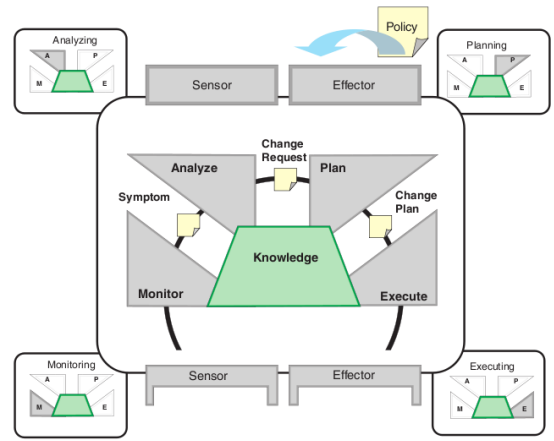 Analyzing
A
P
M
E
Policy
Planning
A
P
M
E
Sensor
Effector
Change
Request
Analyze
Plan
Symptom
Change
Plan
Knowledge
Monitor
Execute
Monitoring
A
P
M
E
Sensor
Effector
Executing
A
P
M
E